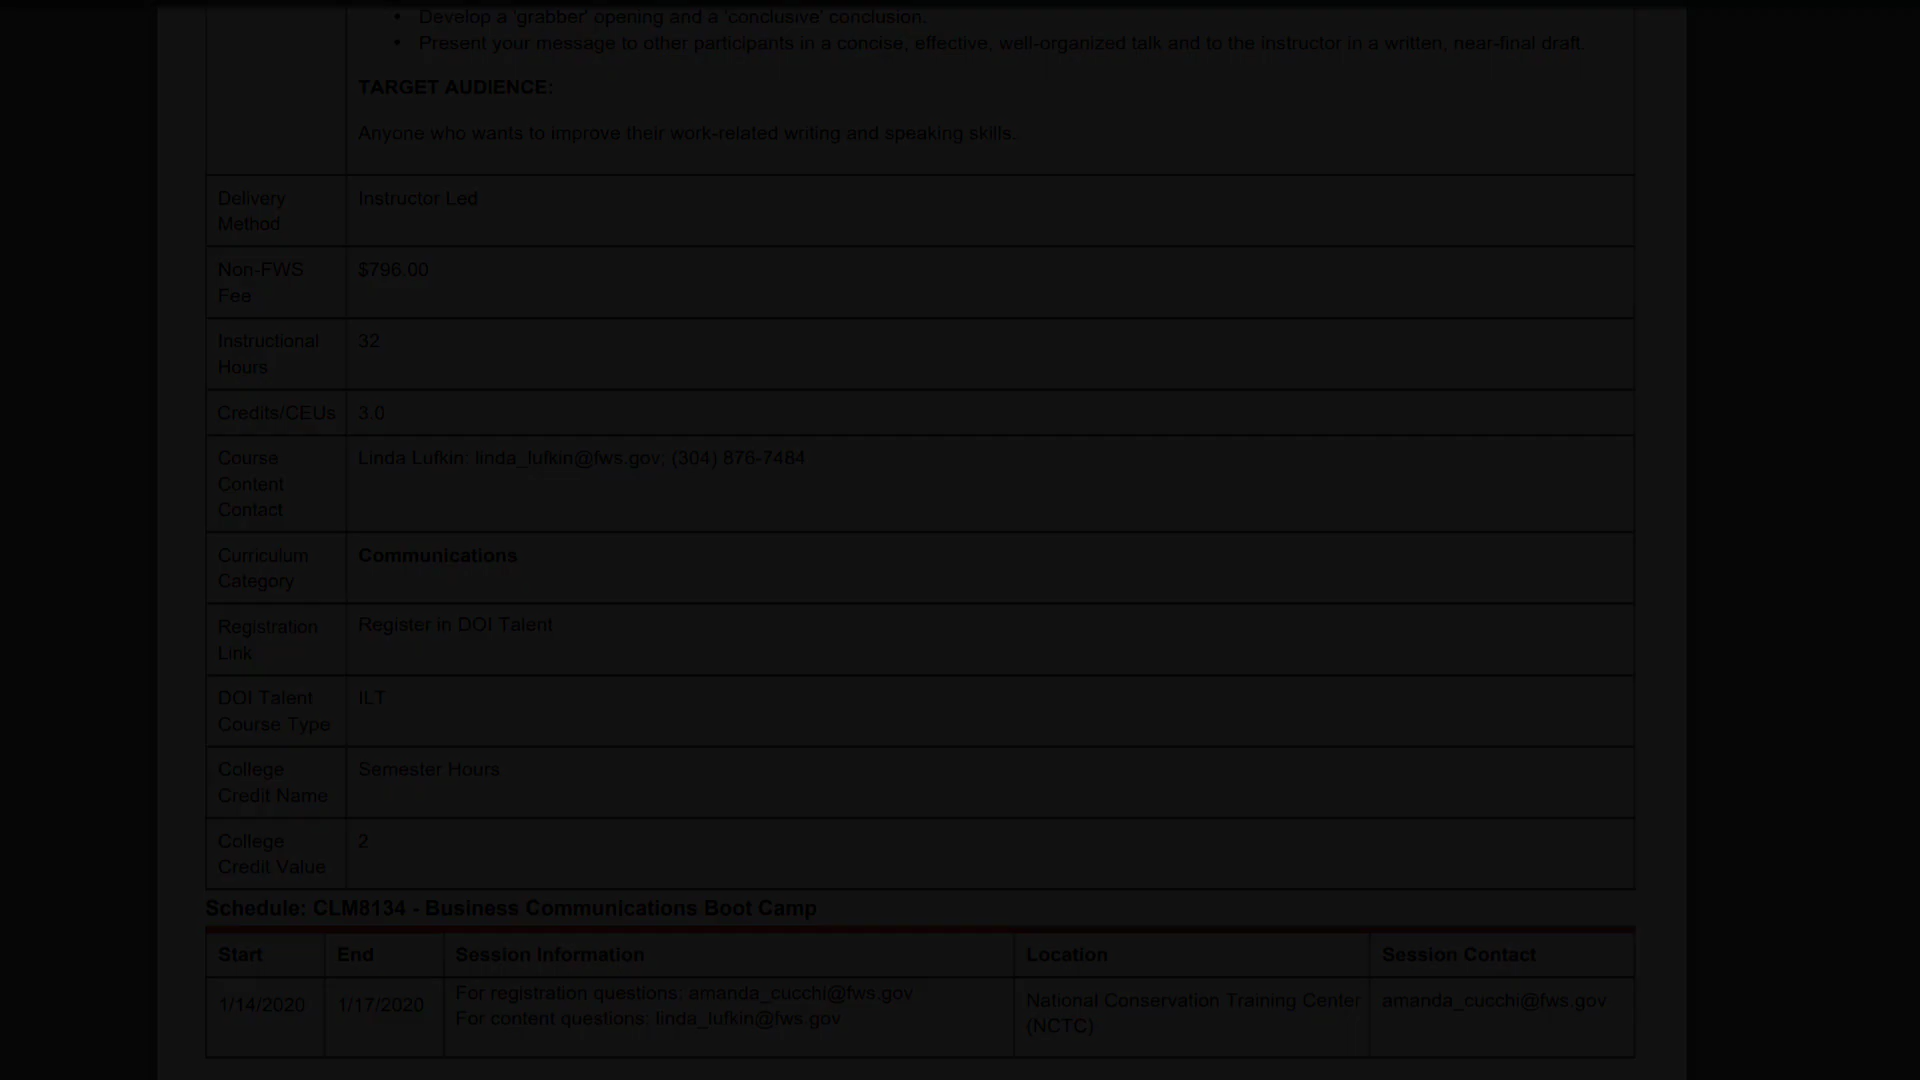 • Develop a 'grabber' opening and a 'conclusive' conclusion.
• Present your message to other participants in a concise, effective, well-organized talk and to the instructor in a written, near-final draft.
TARGET AUDIENCE:
Anyone who wants to improve their work-related writing and speaking skills.
Delivery Method
Instructor Led
Non-FWS Fee
$796.00
Instructional Hours
32
Credits/CEUs
3.0
Course Content Contact
Linda Lufkin: linda_lufkin@fws.gov; (304) 876-7484
Curriculum Category
Communications
Registration Link
Register in DOI Talent
DOI Talent Course Type
ILT
College Credit Name
Semester Hours
College Credit Value
2
Schedule: CLM8134 - Business Communications Boot Camp
Start End Session Information Location Session Contact
1/14/2020 1/17/2020
For registration questions: amanda_cucchi@fws.gov
For content questions: linda_lufkin@fws.gov
National Conservation Training Center
(NCTC)
amanda_cucchi@fws.gov